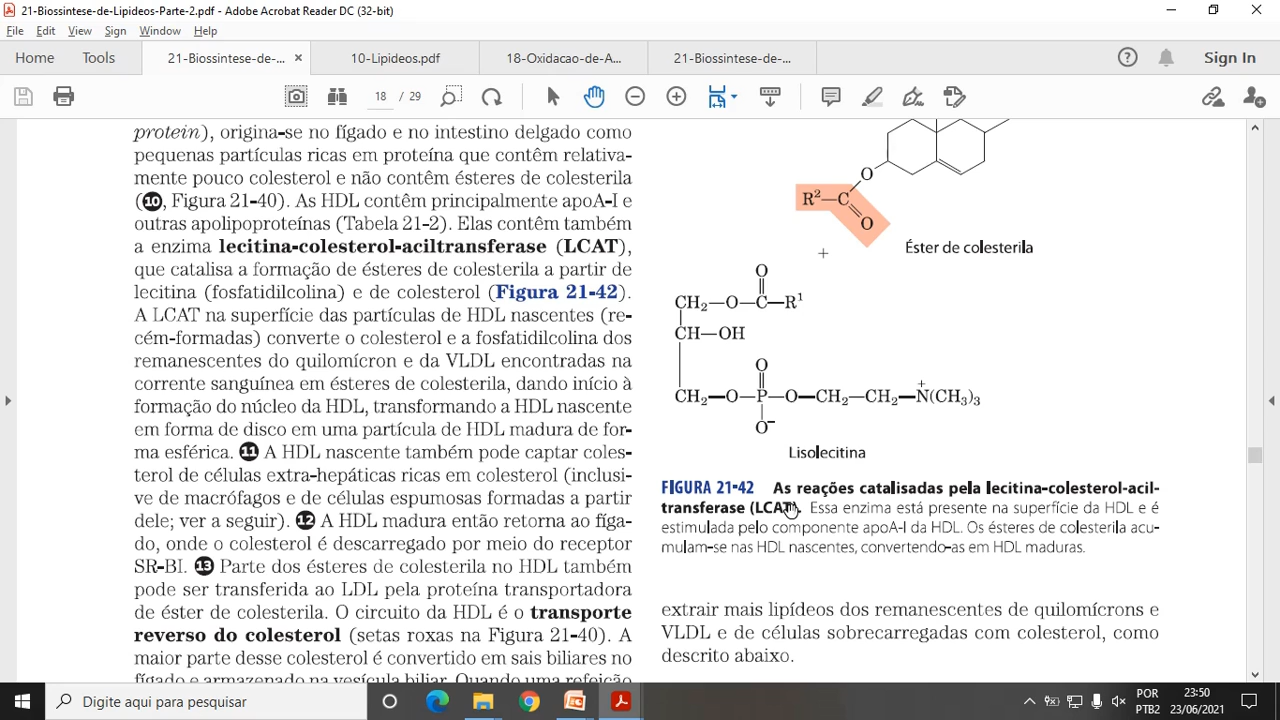 21-Biossintese-de-Lipideos-Parte-2.pdf - Adobe Acrobat Reader DC (32-bit)
File Edit View Sign Window Help
Home Tools 21-Biossintese-de-... × 10-Lipideos.pdf 18-Oxidacao-de-A... 21-Biossintese-de-... Sign In
18 / 29
protein), origina-se no fígado e no intestino delgado como
pequenas partículas ricas em proteína que contêm relativa-
mente pouco colesterol e não contêm ésteres de colesterila
(10, Figura 21-40). As HDL contêm principalmente apoA-I e
outras apolipoproteínas (Tabela 21-2). Elas contêm também
a enzima lecitina-colesterol-aciltransferase (LCAT),
que catalisa a formação de ésteres de colesterila a partir de
lecitina (fosfatidilcolina) e de colesterol (Figura 21-42).
A LCAT na superfície das partículas de HDL nascentes (re-
cém-formadas) converte o colesterol e a fosfatidilcolina dos
remanescentes do quilomícron e da VLDL encontradas na
corrente sanguínea em ésteres de colesterila, dando início à
formação do núcleo da HDL, transformando a HDL nascente
em forma de disco em uma partícula de HDL madura de for-
ma esférica. 11 A HDL nascente também pode captar coles-
terol de células extra-hepáticas ricas em colesterol (inclusi-
ve de macrófagos e de células espumosas formadas a partir
dele; ver a seguir). 12 A HDL madura então retorna ao fíga-
do, onde o colesterol é descarregado por meio do receptor
SR-BI. 13 Parte dos ésteres de colesterila no HDL também
pode ser transferida ao LDL pela proteína transportadora
de éster de colesterila. O circuito da HDL é o transporte
reverso do colesterol (setas roxas na Figura 21-40). A
maior parte desse colesterol é convertido em sais biliares no
fígado e armazenado na vesícula biliar. Quando uma refeição
O
R²—C
O
Éster de colesterila
+
O
CH₂—O—C—R¹
CH—OH
O
CH₂—O—P—O—CH₂—CH₂—N⁺(CH₃)₃
O⁻
Lisolecitina
FIGURA 21-42 As reações catalisadas pela lecitina-colesterol-acil-
transferase (LCAT). Essa enzima está presente na superfície da HDL e é
estimulada pelo componente apoA-I da HDL. Os ésteres de colesterila acu-
mulam-se nas HDL nascentes, convertendo-as em HDL maduras.
extrair mais lipídeos dos remanescentes de quilomícrons e
VLDL e de células sobrecarregadas com colesterol, como
descrito abaixo.
Digite aqui para pesquisar
POR
PTB2
23:50
23/06/2021